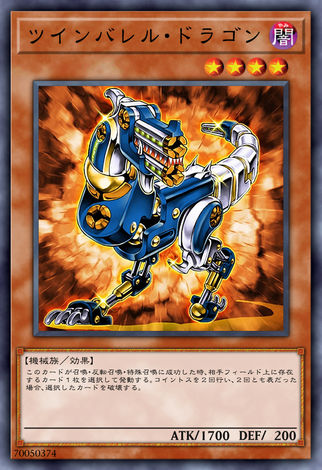 ツインバレル・ドラゴン
闇
やみ
【機械族／効果】
このカードが召喚・反転召喚・特殊召喚に成功した時、相手フィールド上に存在
するカード１枚を選択して発動する。コイントスを２回行い、２回とも表だった
場合、選択したカードを破壊する。
ATK/1700 DEF/ 200
70050374